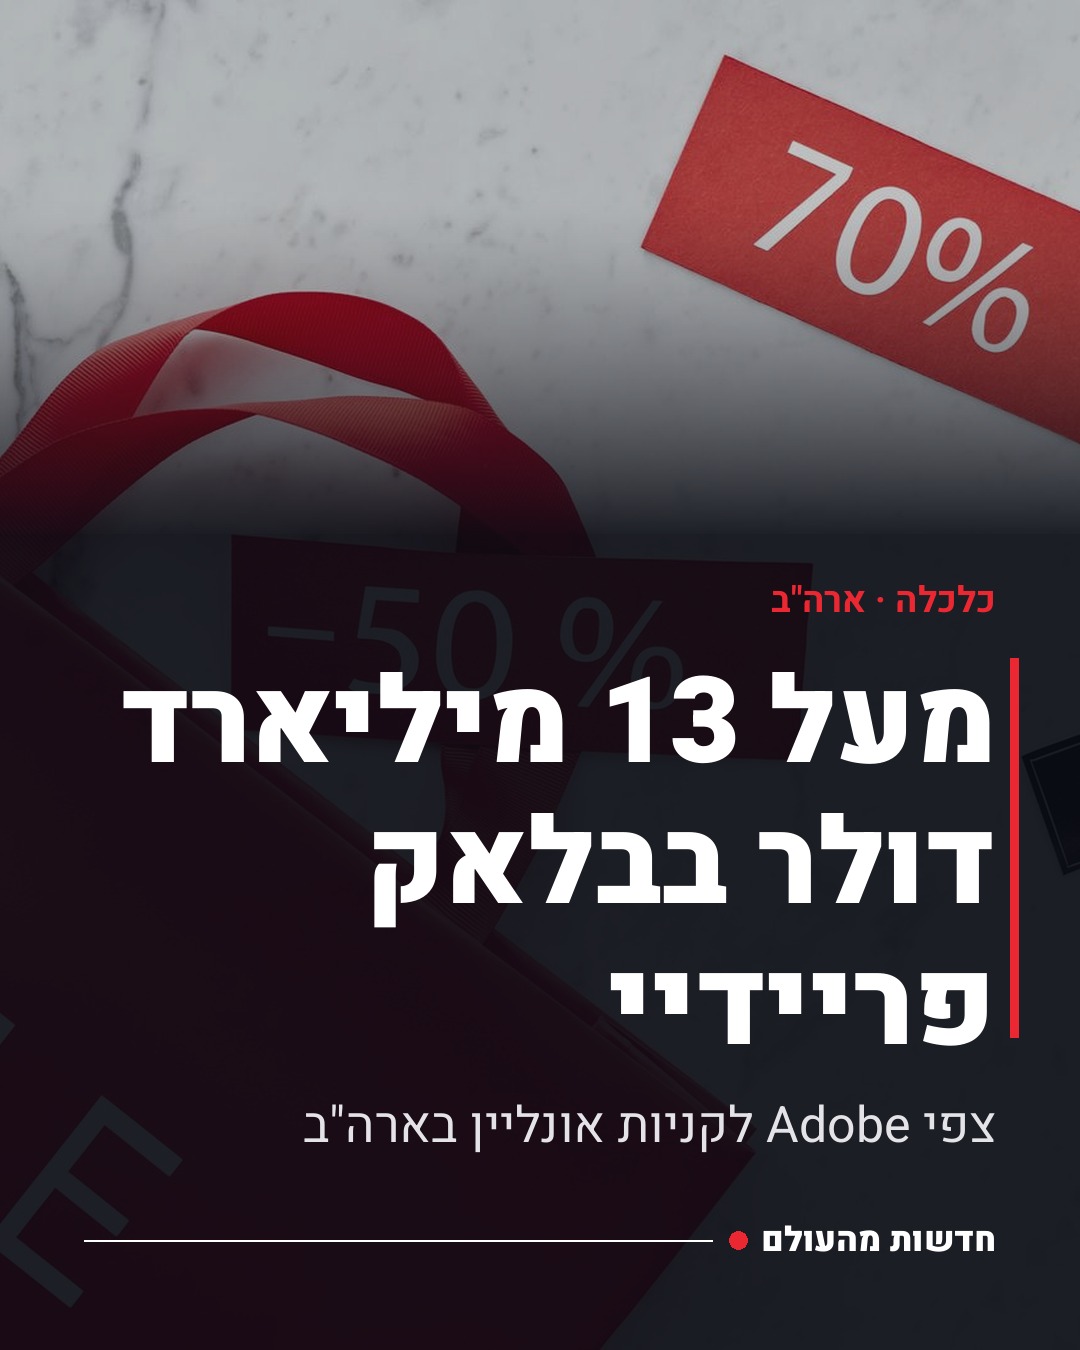 70%
−50 %
כלכלה · ארה"ב
מעל 13 מיליארד
דולר בבלאק
פריידיי
צפי Adobe לקניות אונליין בארה"ב
חדשות מהעולם
E